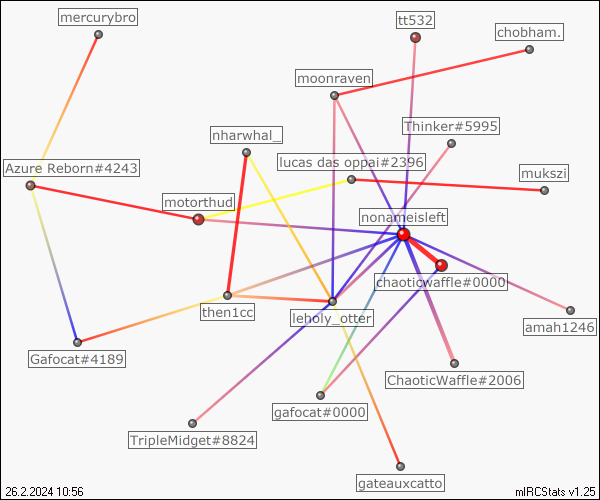 mercurybro
tt532
chobham.
moonraven
Thinker#5995
nharwhal_
lucas das oppai#2396
Azure Reborn#4243
mukszi
motorthud
nonameisleft
chaoticwaffle#0000
then1cc
leholy_otter
amah1246
Gafocat#4189
ChaoticWaffle#2006
gafocat#0000
TripleMidget#8824
gateauxcatto
26.2.2024 10:56
mIRCStats v1.25